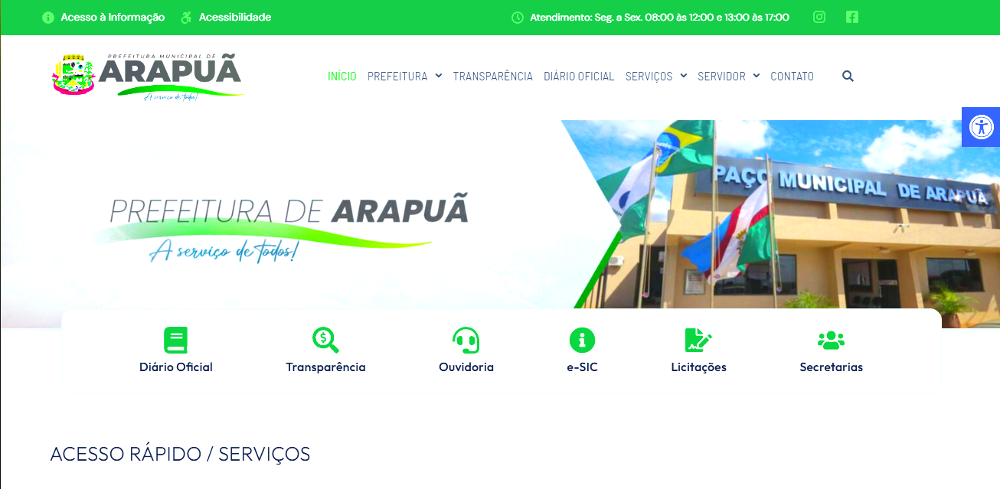 Acesso à Informação
Acessibilidade
Atendimento: Seg. a Sex. 08:00 às 12:00 e 13:00 às 17:00
PREFEITURA MUNICIPAL DE
ARAPUÃ
A serviço de todos!
INÍCIO
PREFEITURA
TRANSPARÊNCIA
DIÁRIO OFICIAL
SERVIÇOS
SERVIDOR
CONTATO
PREFEITURA DE ARAPUÃ
A serviço de todos!
PAÇO MUNICIPAL DE ARAPUÃ
Diário Oficial
Transparência
Ouvidoria
e-SIC
Licitações
Secretarias
ACESSO RÁPIDO / SERVIÇOS